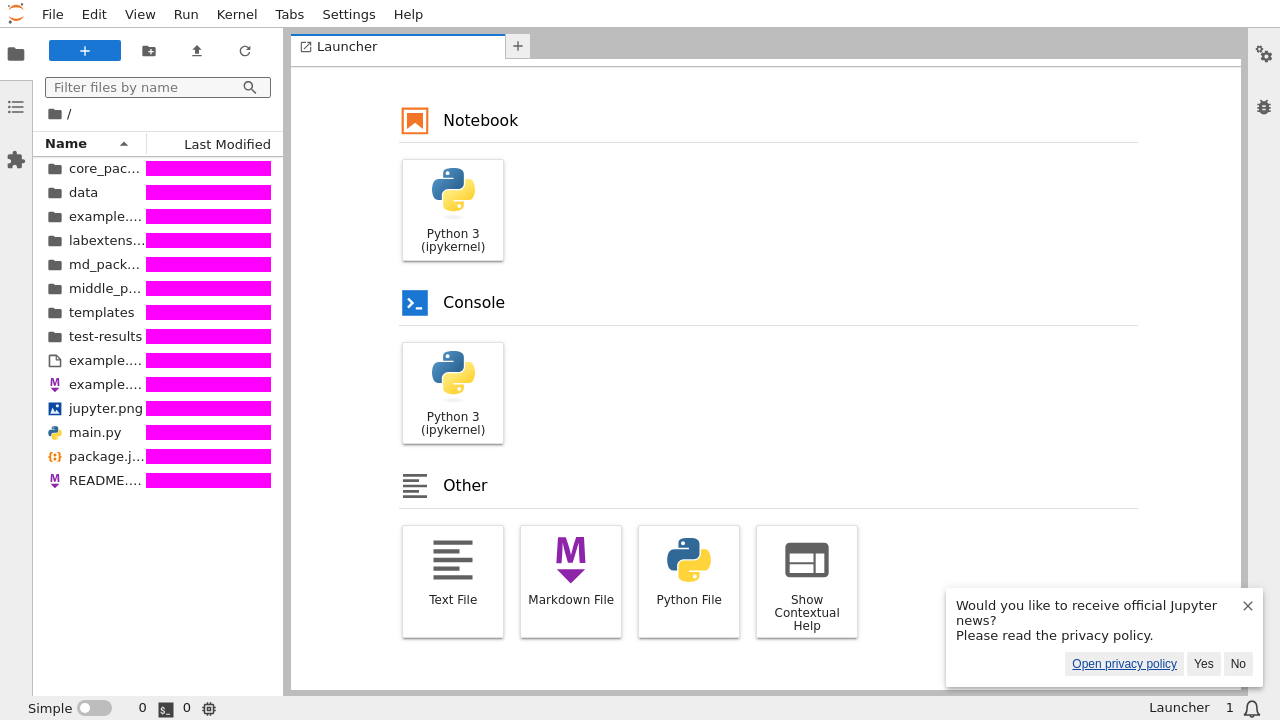 File Edit View Run Kernel Tabs Settings Help
Launcher
Filter files by name
/
Name Last Modified
core_pac...
data
example....
labextens...
md_pack...
middle_p...
templates
test-results
example....
example....
jupyter.png
main.py
package.j...
README....
Notebook
Python 3
(ipykernel)
Console
Python 3
(ipykernel)
Other
Text File
Markdown File
Python File
Show
Contextual
Help
Would you like to receive official Jupyter
news?
Please read the privacy policy.
Open privacy policy Yes No
Simple 0 0 Launcher 1